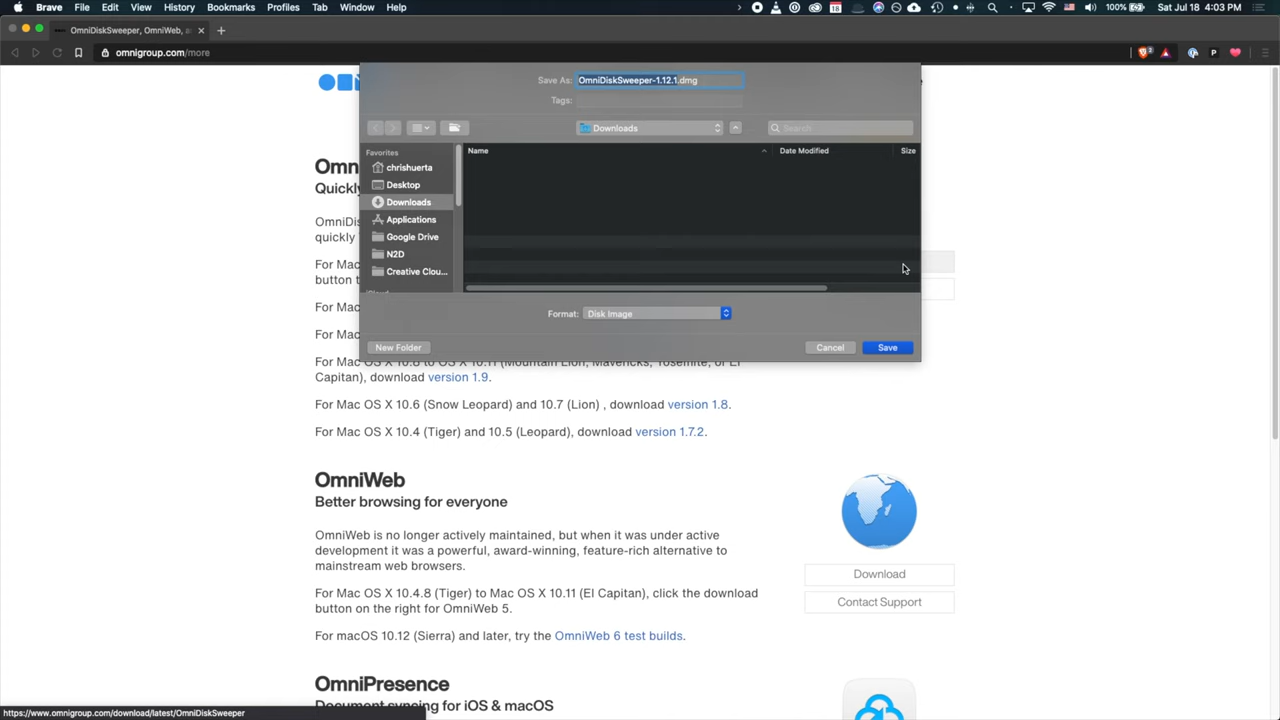 Brave File Edit View History Bookmarks Profiles Tab Window Help 18 100% Sat Jul 18 4:03 PM
OmniDiskSweeper, OmniWeb, a
omnigroup.com/more
Save As: OmniDiskSweeper-1.12.1.dmg
Tags:
Downloads
Search
Favorites
chrishuerta
Desktop
Downloads
Applications
Google Drive
N2D
Creative Clou...
Name Date Modified Size
Format: Disk Image
New Folder Cancel Save
Omn
Quickly
OmniDis
quickly
For Mac
button t
For Mac
For Mac
For Mac OS X 10.8 to OS X 10.11 (Mountain Lion, Mavericks, Yosemite, or El
Capitan), download version 1.9.
For Mac OS X 10.6 (Snow Leopard) and 10.7 (Lion) , download version 1.8.
For Mac OS X 10.4 (Tiger) and 10.5 (Leopard), download version 1.7.2.
OmniWeb
Better browsing for everyone
OmniWeb is no longer actively maintained, but when it was under active
development it was a powerful, award-winning, feature-rich alternative to
mainstream web browsers.
For Mac OS X 10.4.8 (Tiger) to Mac OS X 10.11 (El Capitan), click the download
button on the right for OmniWeb 5.
For macOS 10.12 (Sierra) and later, try the OmniWeb 6 test builds.
Download
Contact Support
OmniPresence
Document syncing for iOS & macOS
https://www.omnigroup.com/download/latest/OmniDiskSweeper